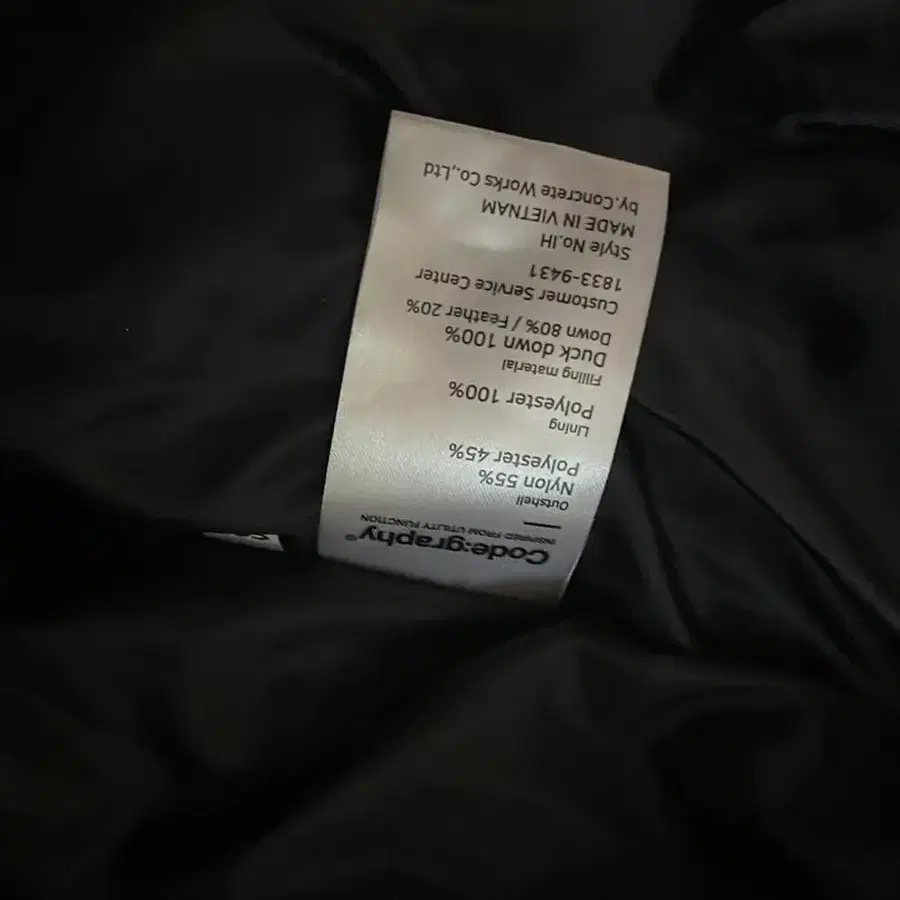 Code:graphy®
INSPIRED FROM UTILITY FUNCTION
Outshell
Nylon 55%
Polyester 45%
Lining
Polyester 100%
Filling material
Duck down 100%
Down 80% / Feather 20%
Customer Service Center
1833-9431
Style No.IH
MADE IN VIETNAM
by.Concrete Works Co.,Ltd